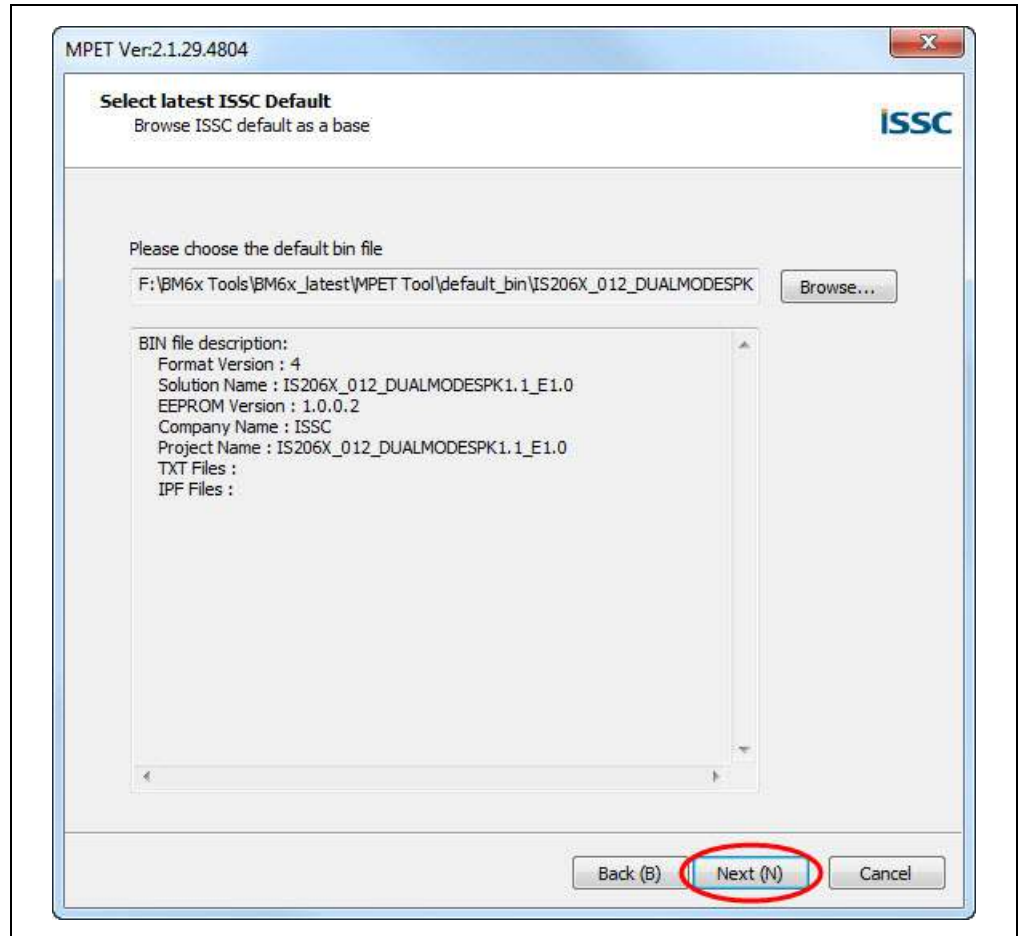 MPET Ver:2.1.29.4804
Select latest ISSC Default
Browse ISSC default as a base
issc
Please choose the default bin file
F:\BM6x Tools\BM6x_latest\MPET Tool\default_bin\IS206X_012_DUALMODESPK
Browse...
BIN file description:
Format Version : 4
Solution Name : IS206X_012_DUALMODESPK1.1_E1.0
EEPROM Version : 1.0.0.2
Company Name : ISSC
Project Name : IS206X_012_DUALMODESPK1.1_E1.0
TXT Files :
IPF Files :
Back (B)
Next (N)
Cancel